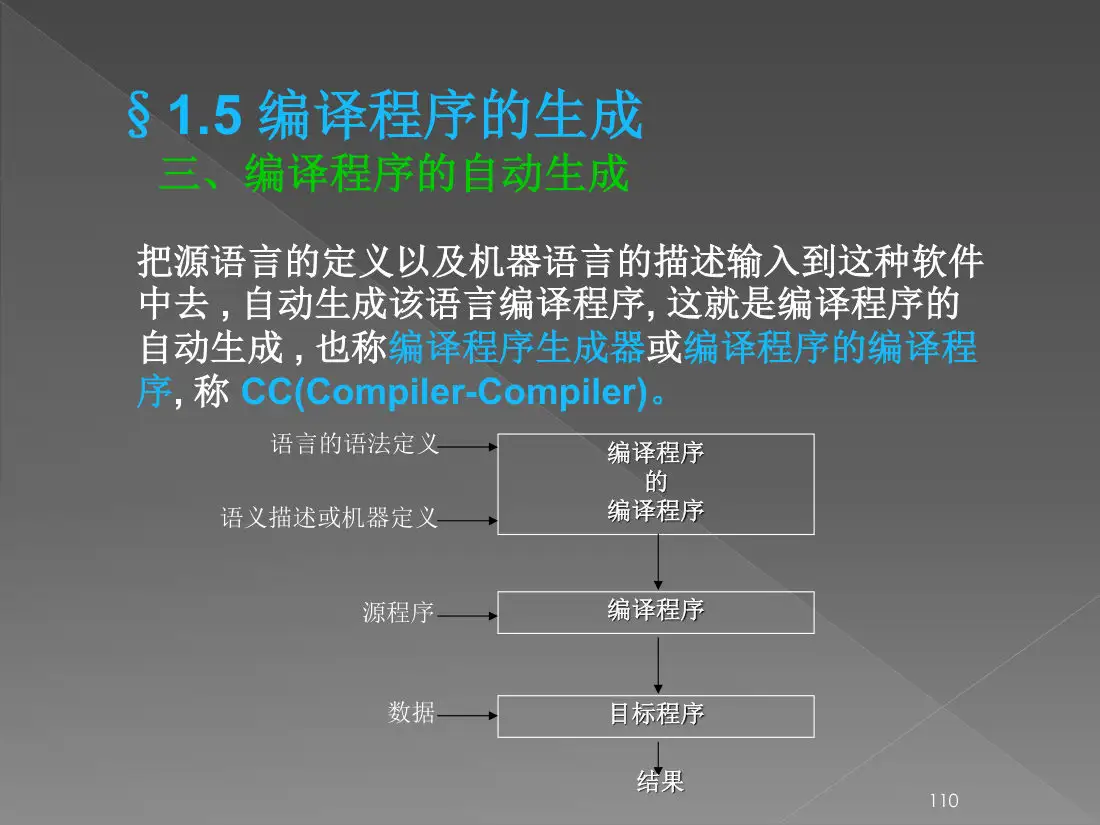 § 1.5 编译程序的生成
三、编译程序的自动生成
把源语言的定义以及机器语言的描述输入到这种软件
中去 , 自动生成该语言编译程序, 这就是编译程序的
自动生成 , 也称编译程序生成器或编译程序的编译程
序, 称 CC(Compiler-Compiler)。
语言的语法定义
编译程序
的
编译程序
语义描述或机器定义
源程序
编译程序
数据
目标程序
结果
110